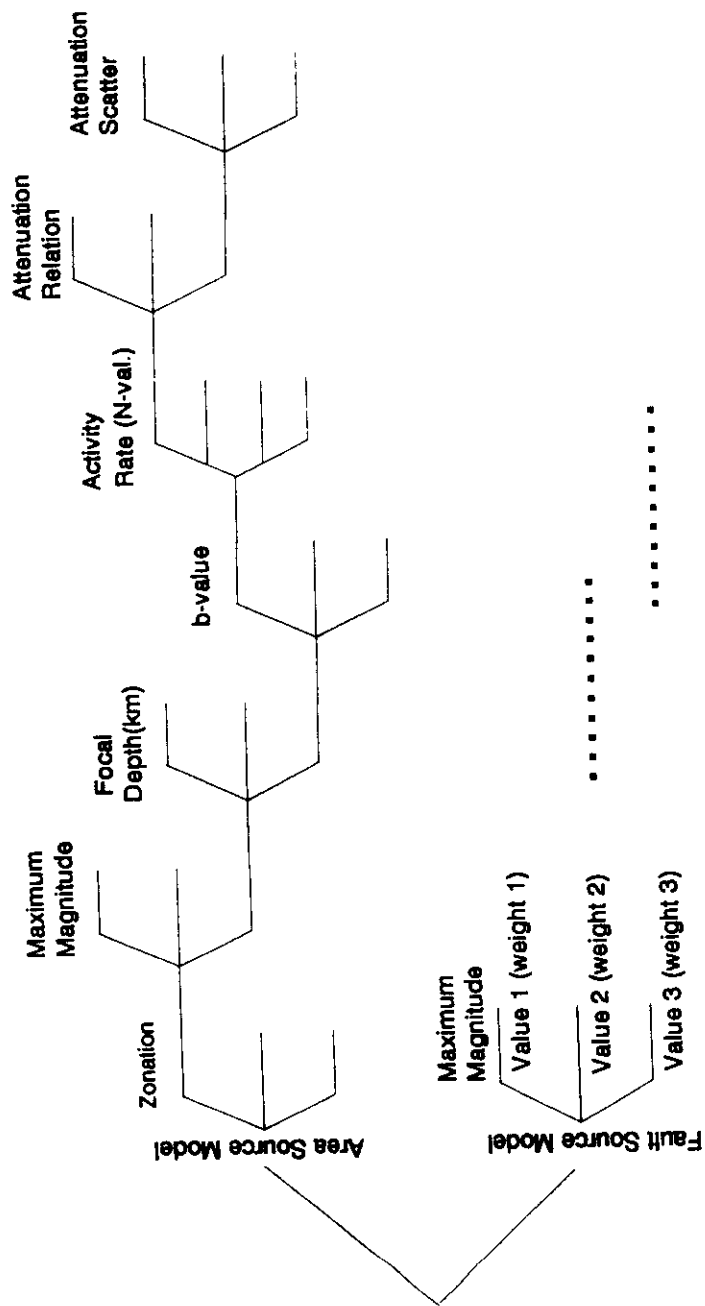 Zonation
Maximum
Magnitude
Focal
Depth(km)
b-value
Activity
Rate (N-val.)
Attenuation
Relation
Attenuation
Scatter
Area Source Model
Fault Source Model
Maximum
Magnitude
Value 1 (weight 1)
Value 2 (weight 2)
Value 3 (weight 3)